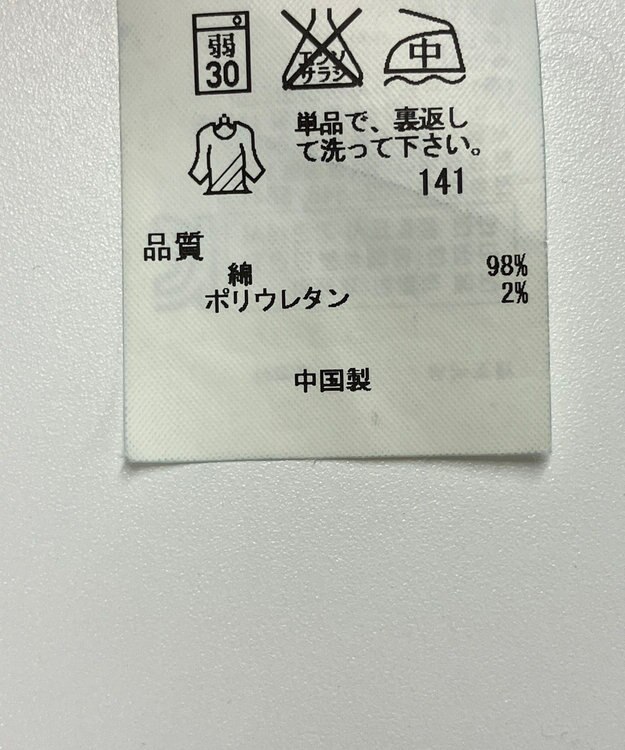 弱
30
エンソ
サラシ
中
単品で、裏返し
て洗って下さい。
141
品質
綿 98%
ポリウレタン 2%
中国製